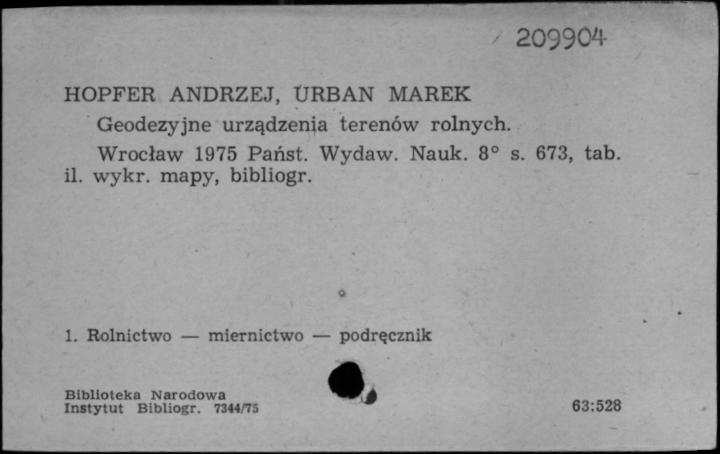 209904
HOPFER ANDRZEJ, URBAN MAREK
Geodezyjne urządzenia terenów rolnych.
Wrocław 1975 Państ. Wydaw. Nauk. 8° s. 673, tab.
il. wykr. mapy, bibliogr.
1. Rolnictwo — miernictwo — podręcznik
Biblioteka Narodowa
Instytut Bibliogr. 7344/75
63:528